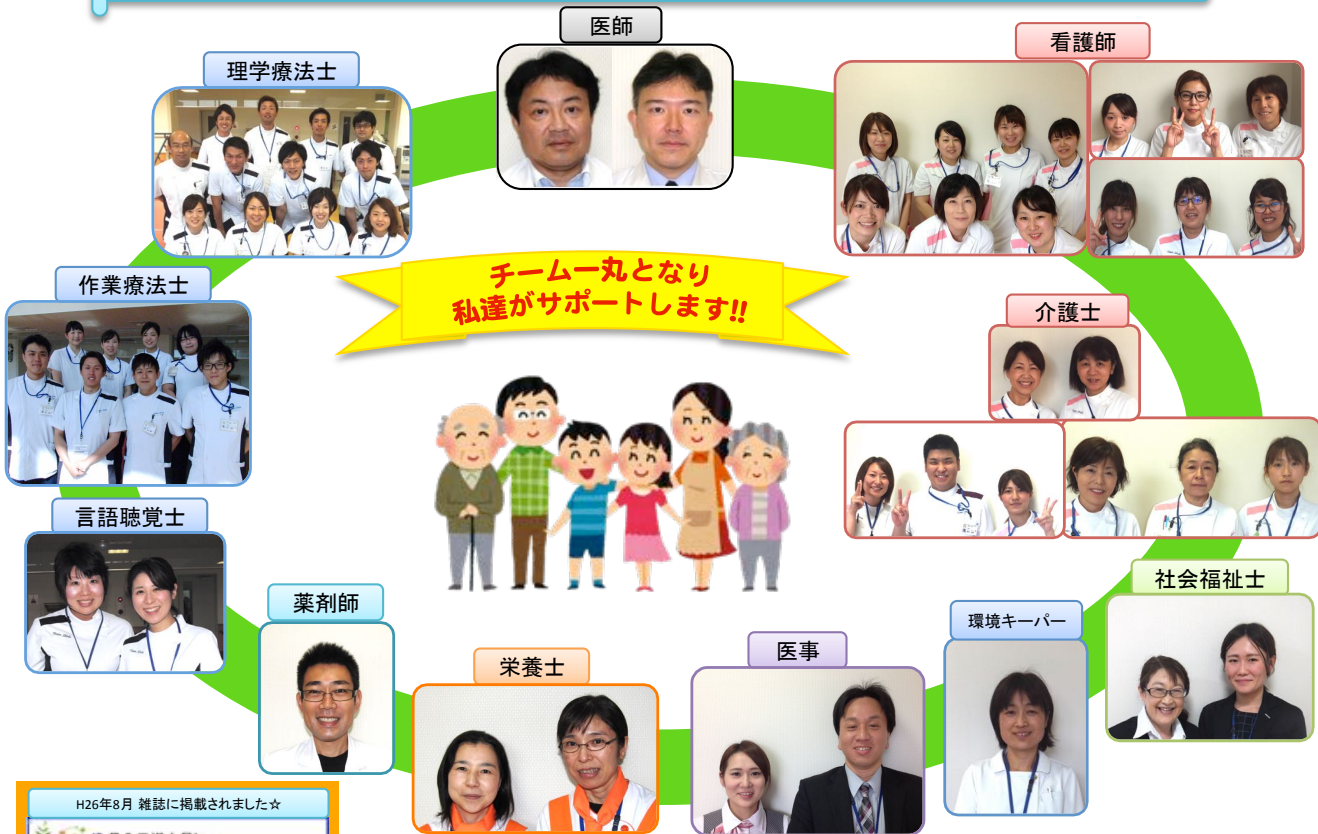 医師
看護師
理学療法士
チーム一丸となり
私達がサポートします!!
作業療法士
介護士
言語聴覚士
社会福祉士
薬剤師
環境キーパー
医事
栄養士
H26年8月 雑誌に掲載されました☆